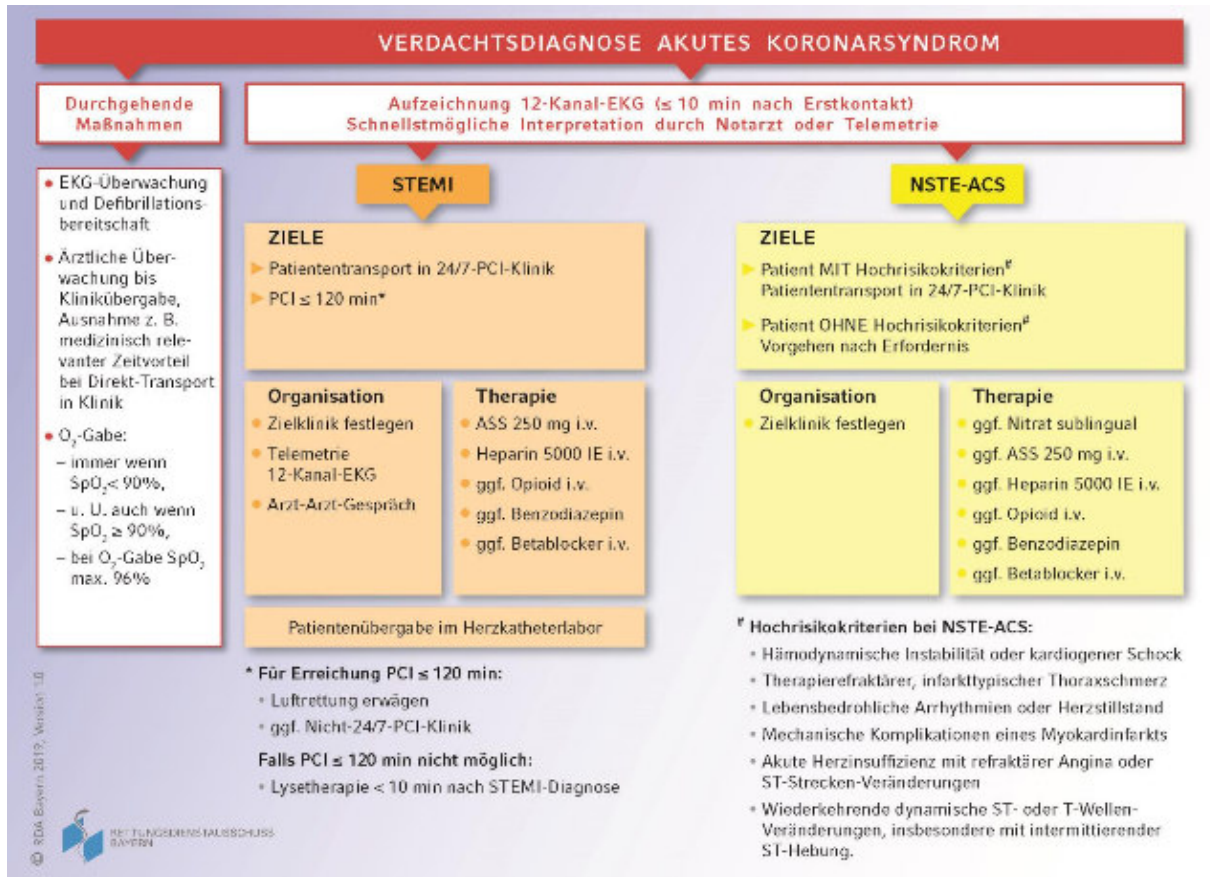 VERDACHTSDIAGNOSE AKUTES KORONARSYNDROM
Durchgehende
Maßnahmen
Aufzeichnung 12-Kanal-EKG (≤ 10 min nach Erstkontakt)
Schnellstmögliche Interpretation durch Notarzt oder Telemetrie
• EKG-Überwachung
und Defibrillations-
bereitschaft
• Ärztliche Über-
wachung bis
Klinikübergabe,
Ausnahme z. B.
medizinisch rele-
vanter Zeitvorteil
bei Direkt-Transport
in Klinik
• O₂-Gabe:
– immer wenn
SpO₂< 90%,
– u. U. auch wenn
SpO₂ ≥ 90%,
– bei O₂-Gabe SpO₂
max. 96%
STEMI
ZIELE
Patiententransport in 24/7-PCI-Klinik
PCI ≤ 120 min*
Organisation
• Zielklinik festlegen
• Telemetrie
12-Kanal-EKG
• Arzt-Arzt-Gespräch
Therapie
• ASS 250 mg i.v.
• Heparin 5000 IE i.v.
• ggf. Opioid i.v.
• ggf. Benzodiazepin
• ggf. Betablocker i.v.
Patientenübergabe im Herzkatheterlabor
* Für Erreichung PCI ≤ 120 min:
• Luftrettung erwägen
• ggf. Nicht-24/7-PCI-Klinik
Falls PCI ≤ 120 min nicht möglich:
• Lysetherapie < 10 min nach STEMI-Diagnose
NSTE-ACS
ZIELE
Patient MIT Hochrisikokriterien#
Patiententransport in 24/7-PCI-Klinik
Patient OHNE Hochrisikokriterien#
Vorgehen nach Erfordernis
Organisation
• Zielklinik festlegen
Therapie
• ggf. Nitrat sublingual
• ggf. ASS 250 mg i.v.
• ggf. Heparin 5000 IE i.v.
• ggf. Opioid i.v.
• ggf. Benzodiazepin
• ggf. Betablocker i.v.
# Hochrisikokriterien bei NSTE-ACS:
• Hämodynamische Instabilität oder kardiogener Schock
• Therapierefraktärer, infarkttypischer Thoraxschmerz
• Lebensbedrohliche Arrhythmien oder Herzstillstand
• Mechanische Komplikationen eines Myokardinfarkts
• Akute Herzinsuffizienz mit refraktärer Angina oder
ST-Strecken-Veränderungen
• Wiederkehrende dynamische ST- oder T-Wellen-
Veränderungen, insbesondere mit intermittierender
ST-Hebung.
© RDA Bayern 2019, Version 1.0
RETTUNGSDIENSTAUSSCHUSS
BAYERN